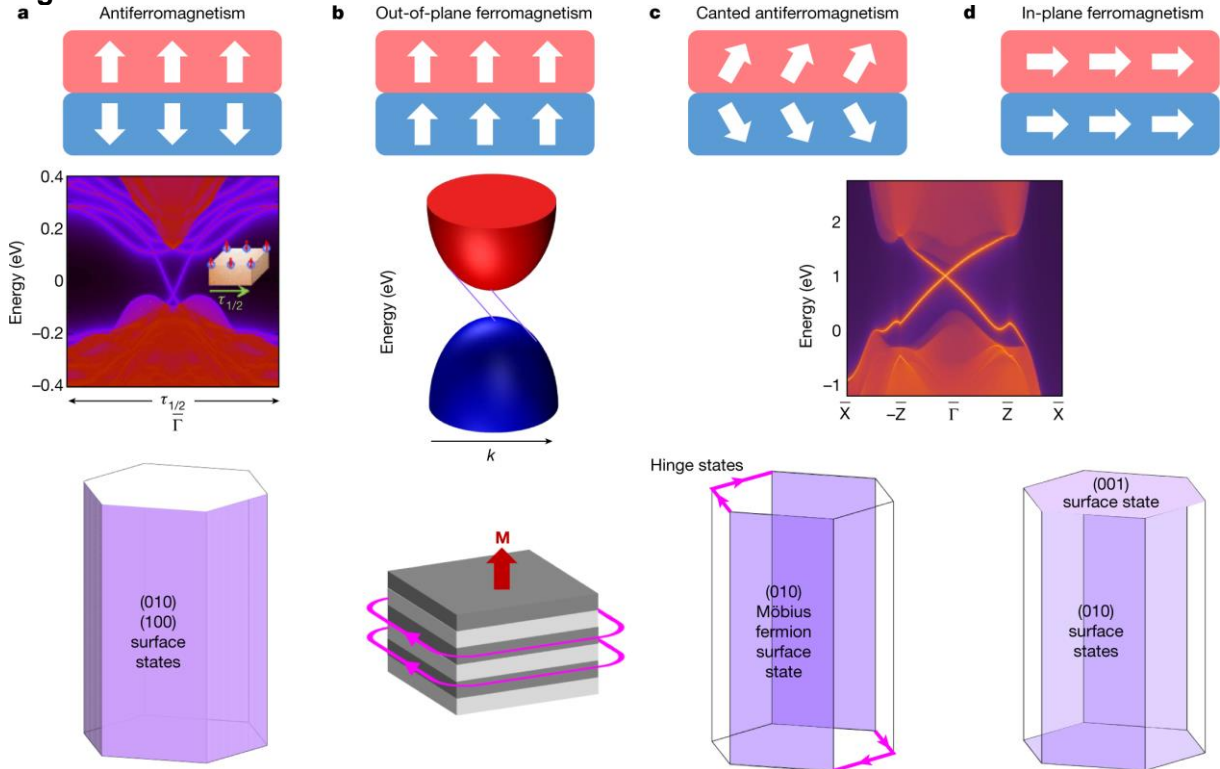 a Antiferromagnetism
b Out-of-plane ferromagnetism
c Canted antiferromagnetism
d In-plane ferromagnetism
0.4
0.2
0
−0.2
−0.4
Energy (eV)
τ1/2
τ1/2
Γ̅
Energy (eV)
k
2
1
0
−1
Energy (eV)
X̅
−Z̅
Γ̅
Z̅
X̅
(010)
(100)
surface
states
M
Hinge states
(010)
Möbius
fermion
surface
state
(001)
surface state
(010)
surface
states